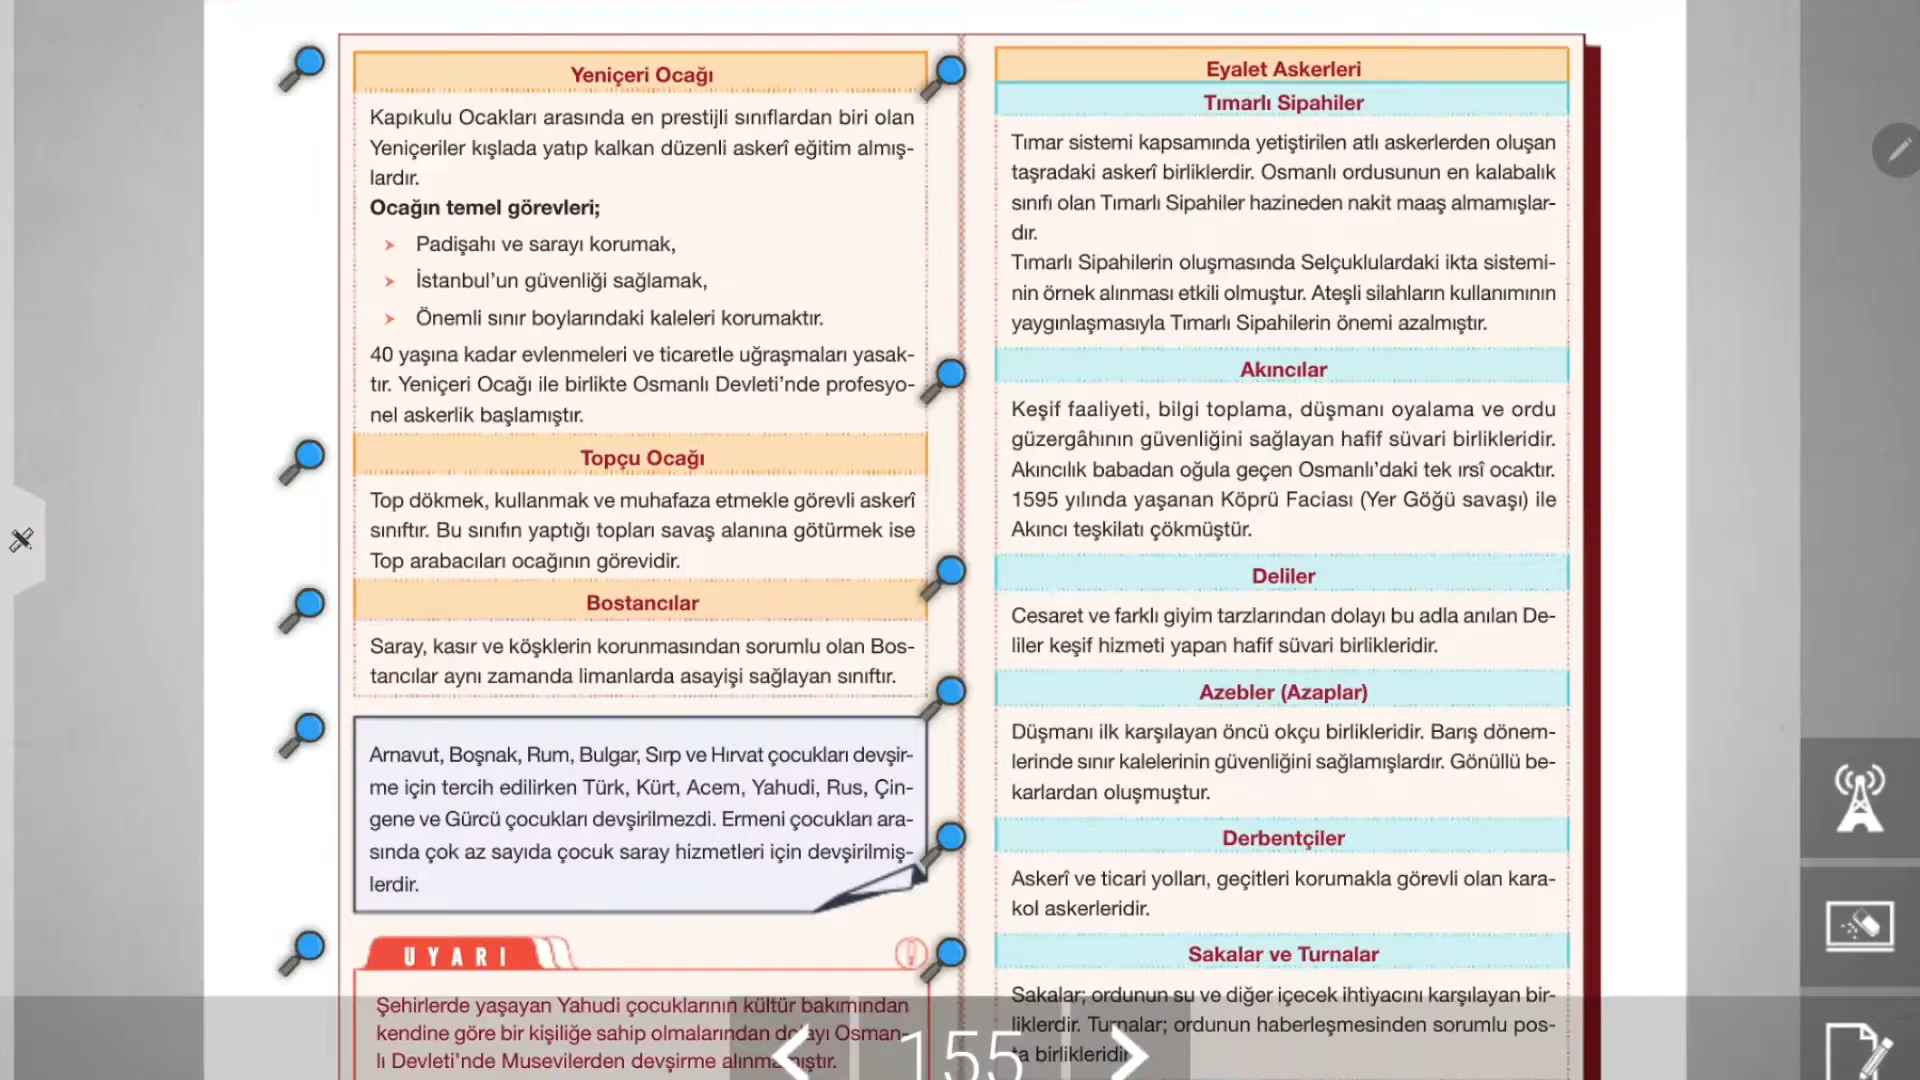 Yeniçeri Ocağı
Kapıkulu Ocakları arasında en prestijli sınıflardan biri olan
Yeniçeriler kışlada yatıp kalkan düzenli askerî eğitim almış-
lardır.
Ocağın temel görevleri;
Padişahı ve sarayı korumak,
İstanbul’un güvenliği sağlamak,
Önemli sınır boylarındaki kaleleri korumaktır.
40 yaşına kadar evlenmeleri ve ticaretle uğraşmaları yasak-
tır. Yeniçeri Ocağı ile birlikte Osmanlı Devleti’nde profesyo-
nel askerlik başlamıştır.
Topçu Ocağı
Top dökmek, kullanmak ve muhafaza etmekle görevli askerî
sınıftır. Bu sınıfın yaptığı topları savaş alanına götürmek ise
Top arabacıları ocağının görevidir.
Bostancılar
Saray, kasır ve köşklerin korunmasından sorumlu olan Bos-
tancılar aynı zamanda limanlarda asayişi sağlayan sınıftır.
Arnavut, Boşnak, Rum, Bulgar, Sırp ve Hırvat çocukları devşir-
me için tercih edilirken Türk, Kürt, Acem, Yahudi, Rus, Çin-
gene ve Gürcü çocukları devşirilmezdi. Ermeni çocukları ara-
sında çok az sayıda çocuk saray hizmetleri için devşirilmiş-
lerdir.
UYARI
Şehirlerde yaşayan Yahudi çocuklarının kültür bakımından
kendine göre bir kişiliğe sahip olmalarından dolayı Osman-
lı Devleti’nde Musevilerden devşirme alınmamıştır.
Eyalet Askerleri
Tımarlı Sipahiler
Tımar sistemi kapsamında yetiştirilen atlı askerlerden oluşan
taşradaki askerî birliklerdir. Osmanlı ordusunun en kalabalık
sınıfı olan Tımarlı Sipahiler hazineden nakit maaş almamışlar-
dır.
Tımarlı Sipahilerin oluşmasında Selçuklulardaki ikta sistemi-
nin örnek alınması etkili olmuştur. Ateşli silahların kullanımının
yaygınlaşmasıyla Tımarlı Sipahilerin önemi azalmıştır.
Akıncılar
Keşif faaliyeti, bilgi toplama, düşmanı oyalama ve ordu
güzergâhının güvenliğini sağlayan hafif süvari birlikleridir.
Akıncılık babadan oğula geçen Osmanlı’daki tek ırsî ocaktır.
1595 yılında yaşanan Köprü Faciası (Yer Göğü savaşı) ile
Akıncı teşkilatı çökmüştür.
Deliler
Cesaret ve farklı giyim tarzlarından dolayı bu adla anılan De-
liler keşif hizmeti yapan hafif süvari birlikleridir.
Azebler (Azaplar)
Düşmanı ilk karşılayan öncü okçu birlikleridir. Barış dönem-
lerinde sınır kalelerinin güvenliğini sağlamışlardır. Gönüllü be-
karlardan oluşmuştur.
Derbentçiler
Askerî ve ticari yolları, geçitleri korumakla görevli olan kara-
kol askerleridir.
Sakalar ve Turnalar
Sakalar; ordunun su ve diğer içecek ihtiyacını karşılayan bir-
liklerdir. Turnalar; ordunun haberleşmesinden sorumlu pos-
ta birlikleridir
155